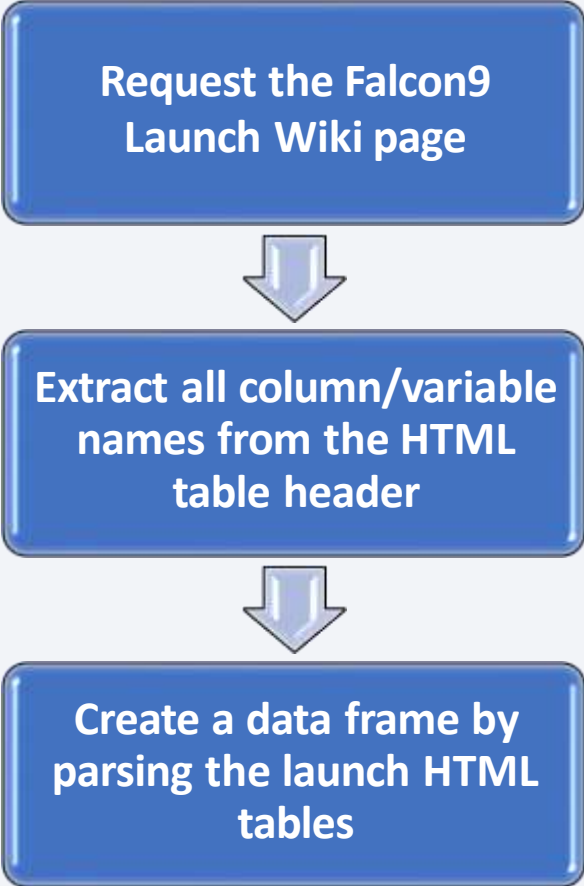 Request the Falcon9
Launch Wiki page
Extract all column/variable
names from the HTML
table header
Create a data frame by
parsing the launch HTML
tables